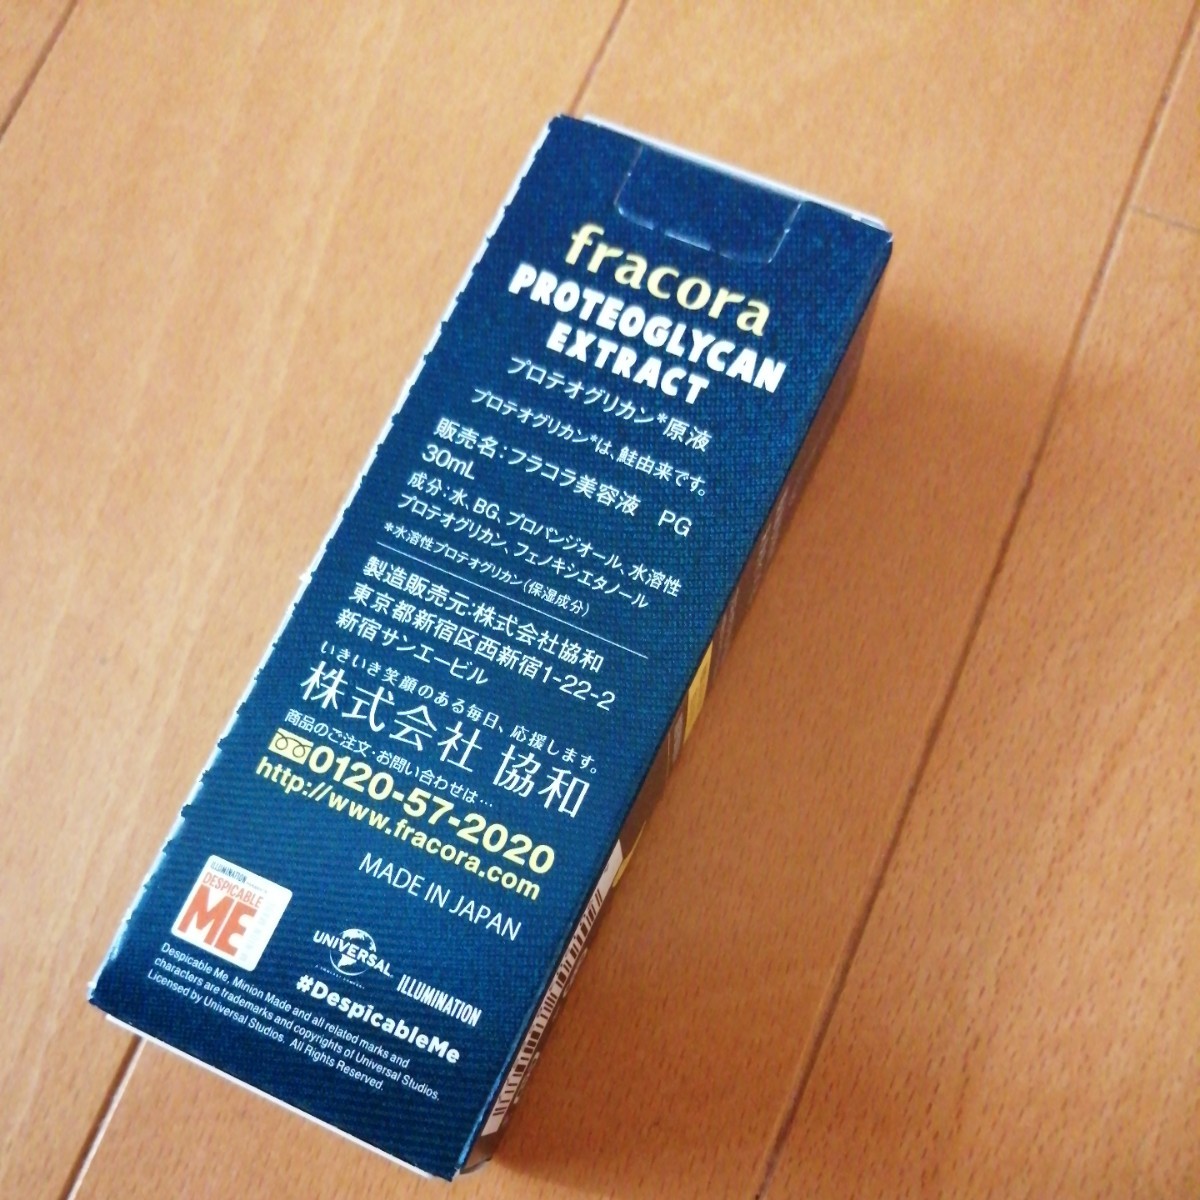 fracora
PROTEOGLYCAN
EXTRACT
プロテオグリカン*原液
プロテオグリカン*は、鮭由来です。
販売名:フラコラ美容液 PG
30mL
成分:水、BG、プロパンジオール、水溶性
プロテオグリカン、フェノキシエタノール
*水溶性プロテオグリカン(保湿成分)
製造販売元:株式会社協和
東京都新宿区西新宿1-22-2
新宿サンエービル
いきいき笑顔のある毎日、応援します。
株式会社 協和
商品のご注文・お問い合わせは…
0120-57-2020
http://www.fracora.com
MADE IN JAPAN
ILLUMINATION
DESPICABLE
ME
UNIVERSAL
ILLUMINATION
#DespicableMe
Despicable Me, Minion Made and all related marks and
characters are trademarks and copyrights of Universal Studios.
Licensed by Universal Studios. All Rights Reserved.